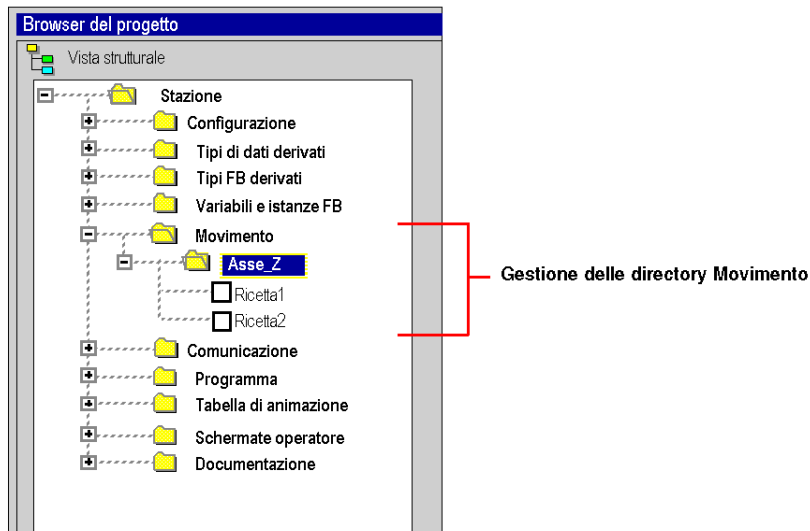 Browser del progetto
Vista strutturale
Stazione
Configurazione
Tipi di dati derivati
Tipi FB derivati
Variabili e istanze FB
Movimento
Asse_Z
Ricetta1
Ricetta2
Gestione delle directory Movimento
Comunicazione
Programma
Tabella di animazione
Schermate operatore
Documentazione